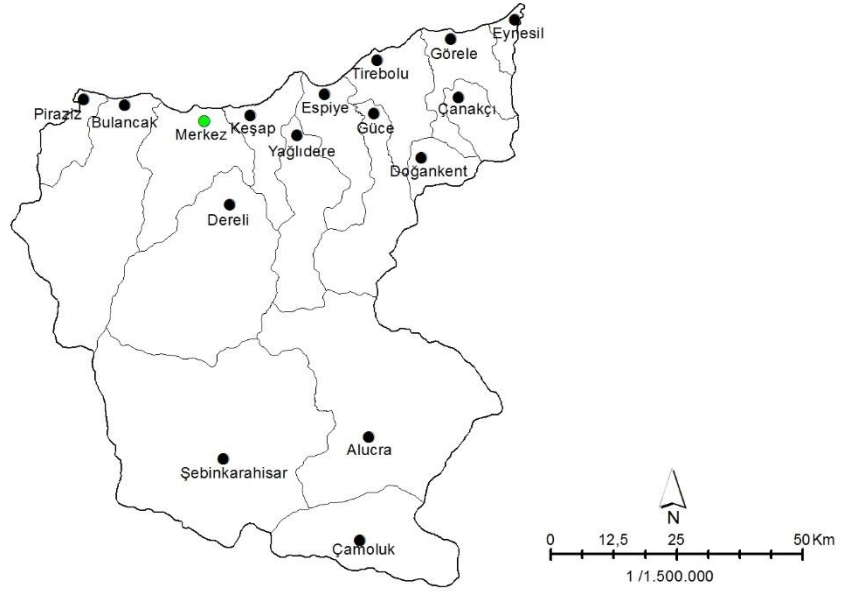 Eynesil
Görele
Tirebolu
Piraziz
Bulancak
Merkez
Keşap
Espiye
Güce
Çanakçı
Yağlıdere
Doğankent
Dereli
Şebinkarahisar
Alucra
Çamoluk
N
0 12,5 25 50 Km
1 /1.500.000